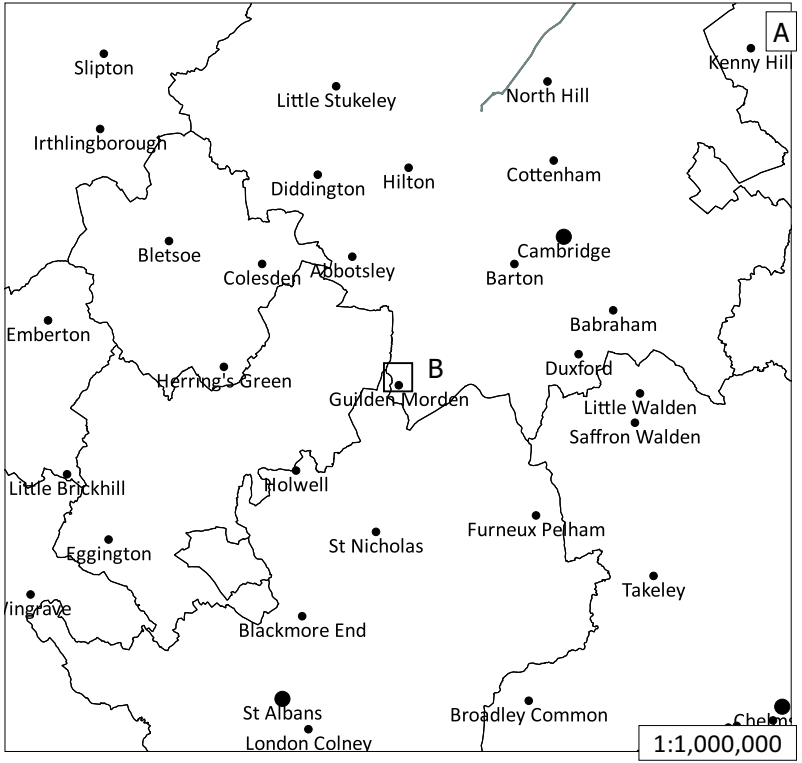 A
Kenny Hill
Slipton
Little Stukeley
North Hill
Irthlingborough
Diddington
Hilton
Cottenham
Bletsoe
Colesden
Abbotsley
Cambridge
Barton
Emberton
Babraham
Herring's Green
B
Duxford
Guilden Morden
Little Walden
Saffron Walden
Little Brickhill
Holwell
Furneux Pelham
St Nicholas
Eggington
Takeley
Wingrave
Blackmore End
St Albans
Broadley Common
Chelms
London Colney
1:1,000,000